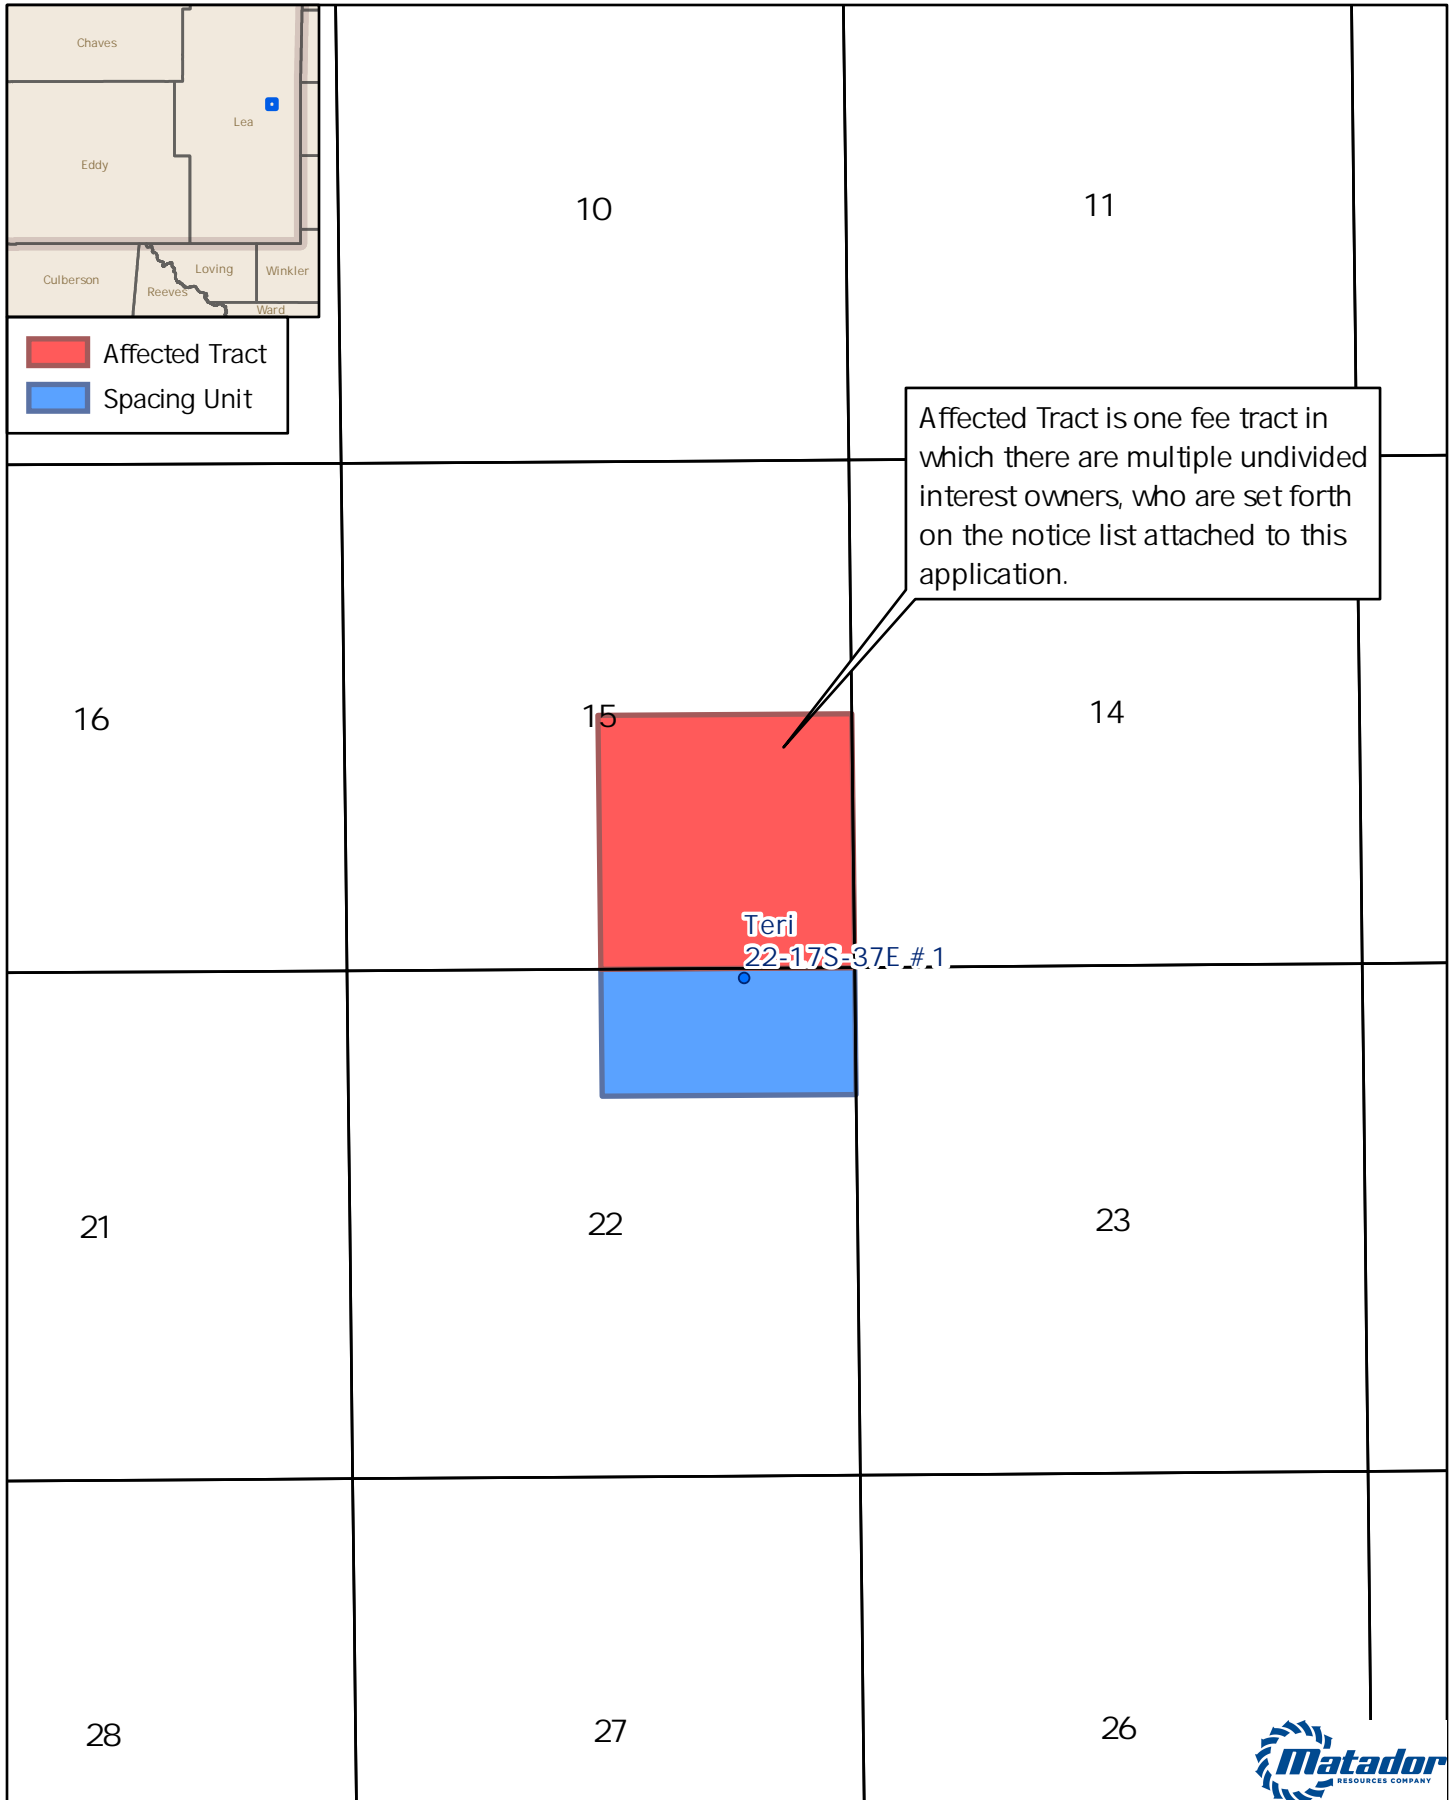 Chaves
Lea
Eddy
Culberson
Reeves
Loving
Winkler
Ward
Affected Tract
Spacing Unit
10
11
Affected Tract is one fee tract in
which there are multiple undivided
interest owners, who are set forth
on the notice list attached to this
application.
16
15
14
Teri
22-17S-37E #1
21
22
23
28
27
26
Matador
RESOURCES COMPANY